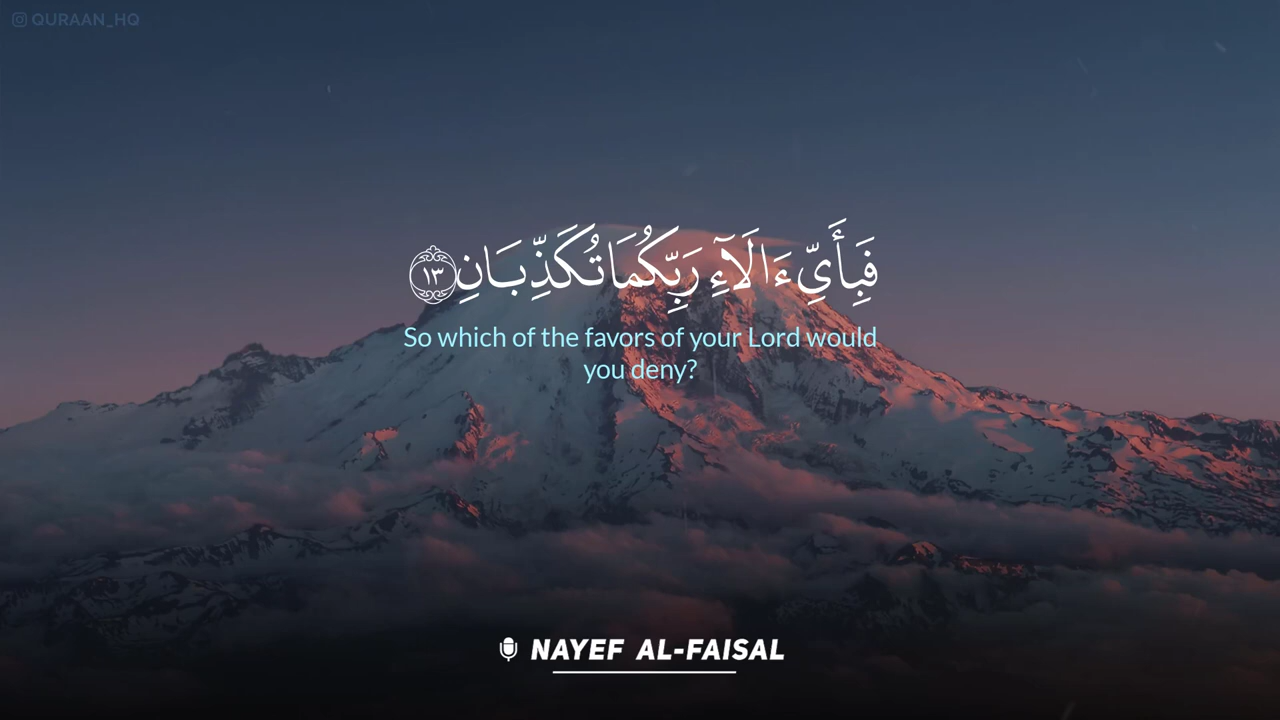 QURAAN_HQ
فَبِأَيِّ ءَالَآءِ رَبِّكُمَا تُكَذِّبَانِ ١٣
So which of the favors of your Lord would
you deny?
NAYEF AL-FAISAL